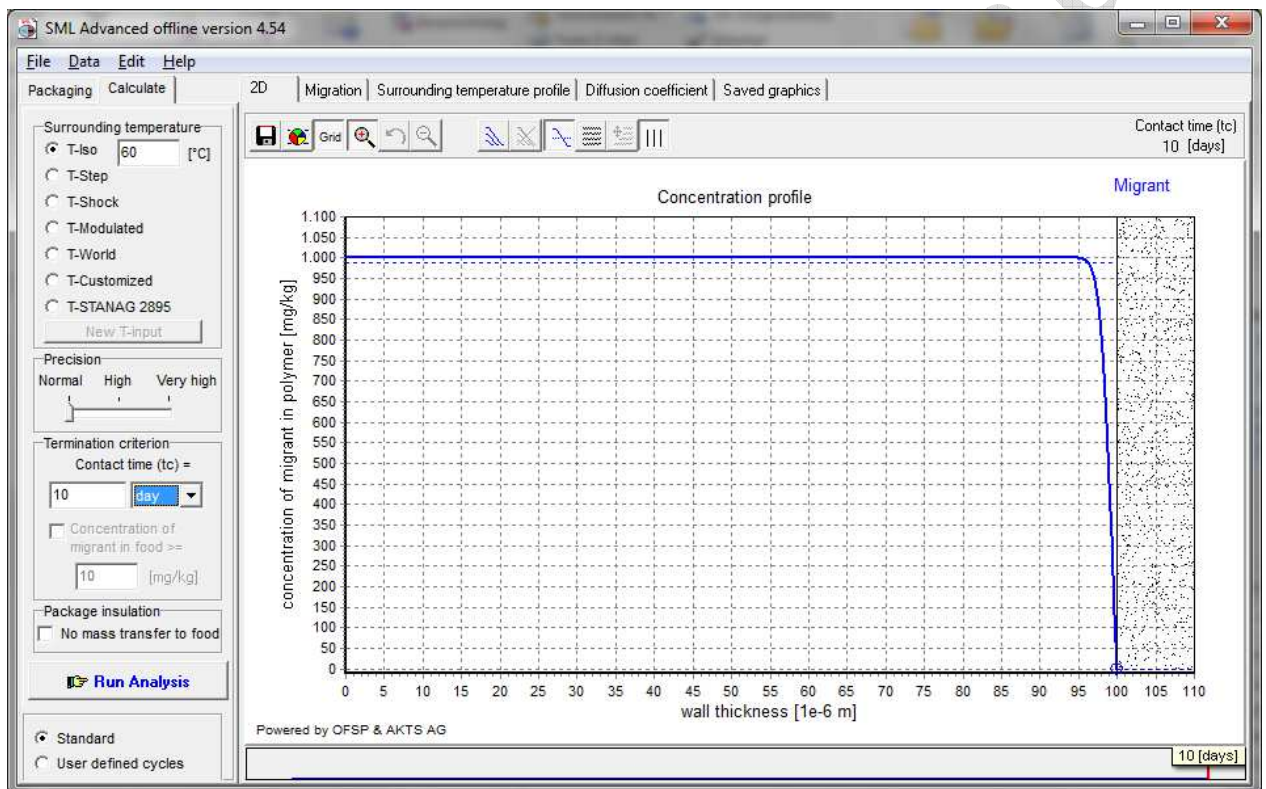 SML Advanced offline version 4.54
File Data Edit Help
Packaging Calculate
2D Migration Surrounding temperature profile Diffusion coefficient Saved graphics
Surrounding temperature
T-Iso 60 [°C]
T-Step
T-Shock
T-Modulated
T-World
T-Customized
T-STANAG 2895
New T-input
Precision
Normal High Very high
Termination criterion
Contact time (tc) =
10 day
Concentration of
migrant in food >=
10 [mg/kg]
Package insulation
No mass transfer to food
Run Analysis
Standard
User defined cycles
Grid
Contact time (tc)
10 [days]
Migrant
Concentration profile
concentration of migrant in polymer [mg/kg]
1.100
1.050
1.000
950
900
850
800
750
700
650
600
550
500
450
400
350
300
250
200
150
100
50
0
0 5 10 15 20 25 30 35 40 45 50 55 60 65 70 75 80 85 90 95 100 105 110
wall thickness [1e-6 m]
Powered by OFSP & AKTS AG
10 [days]